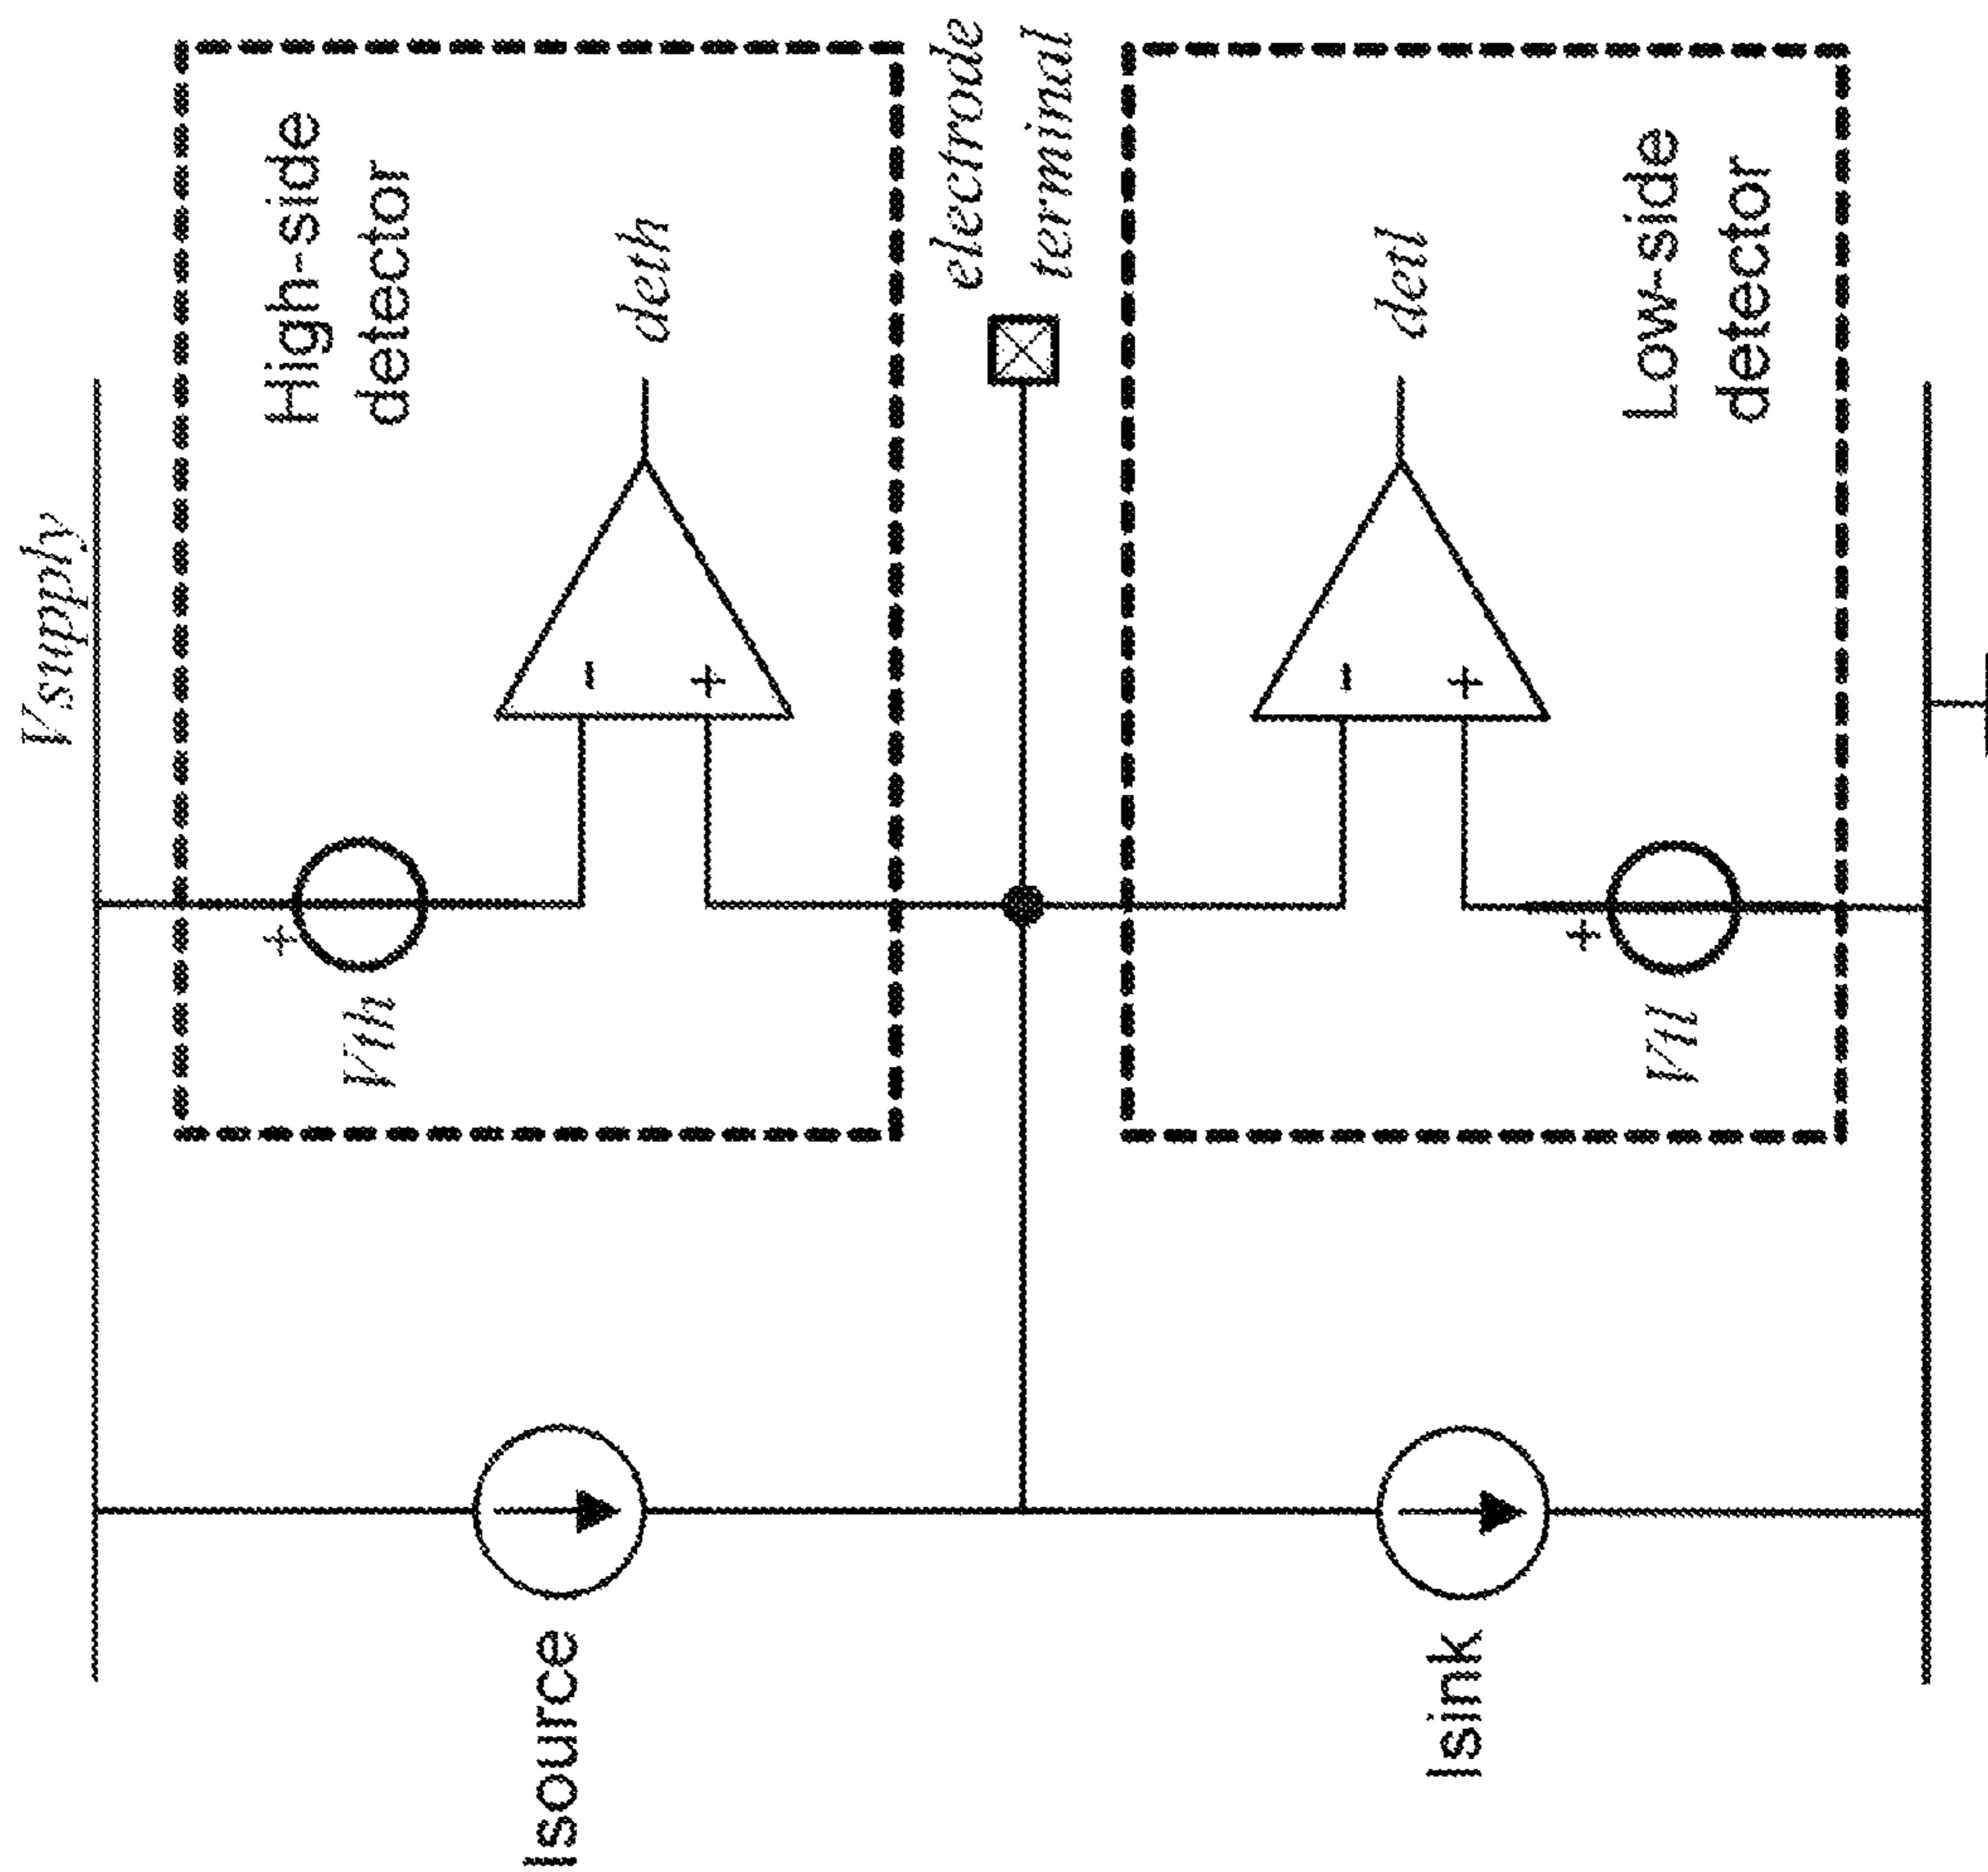 Vsupply
+
High-side
detector
Vth
Isource
-
deth
+
electrode
terminal
-
detl
Isink
+
+
Vtl
Low-side
detector